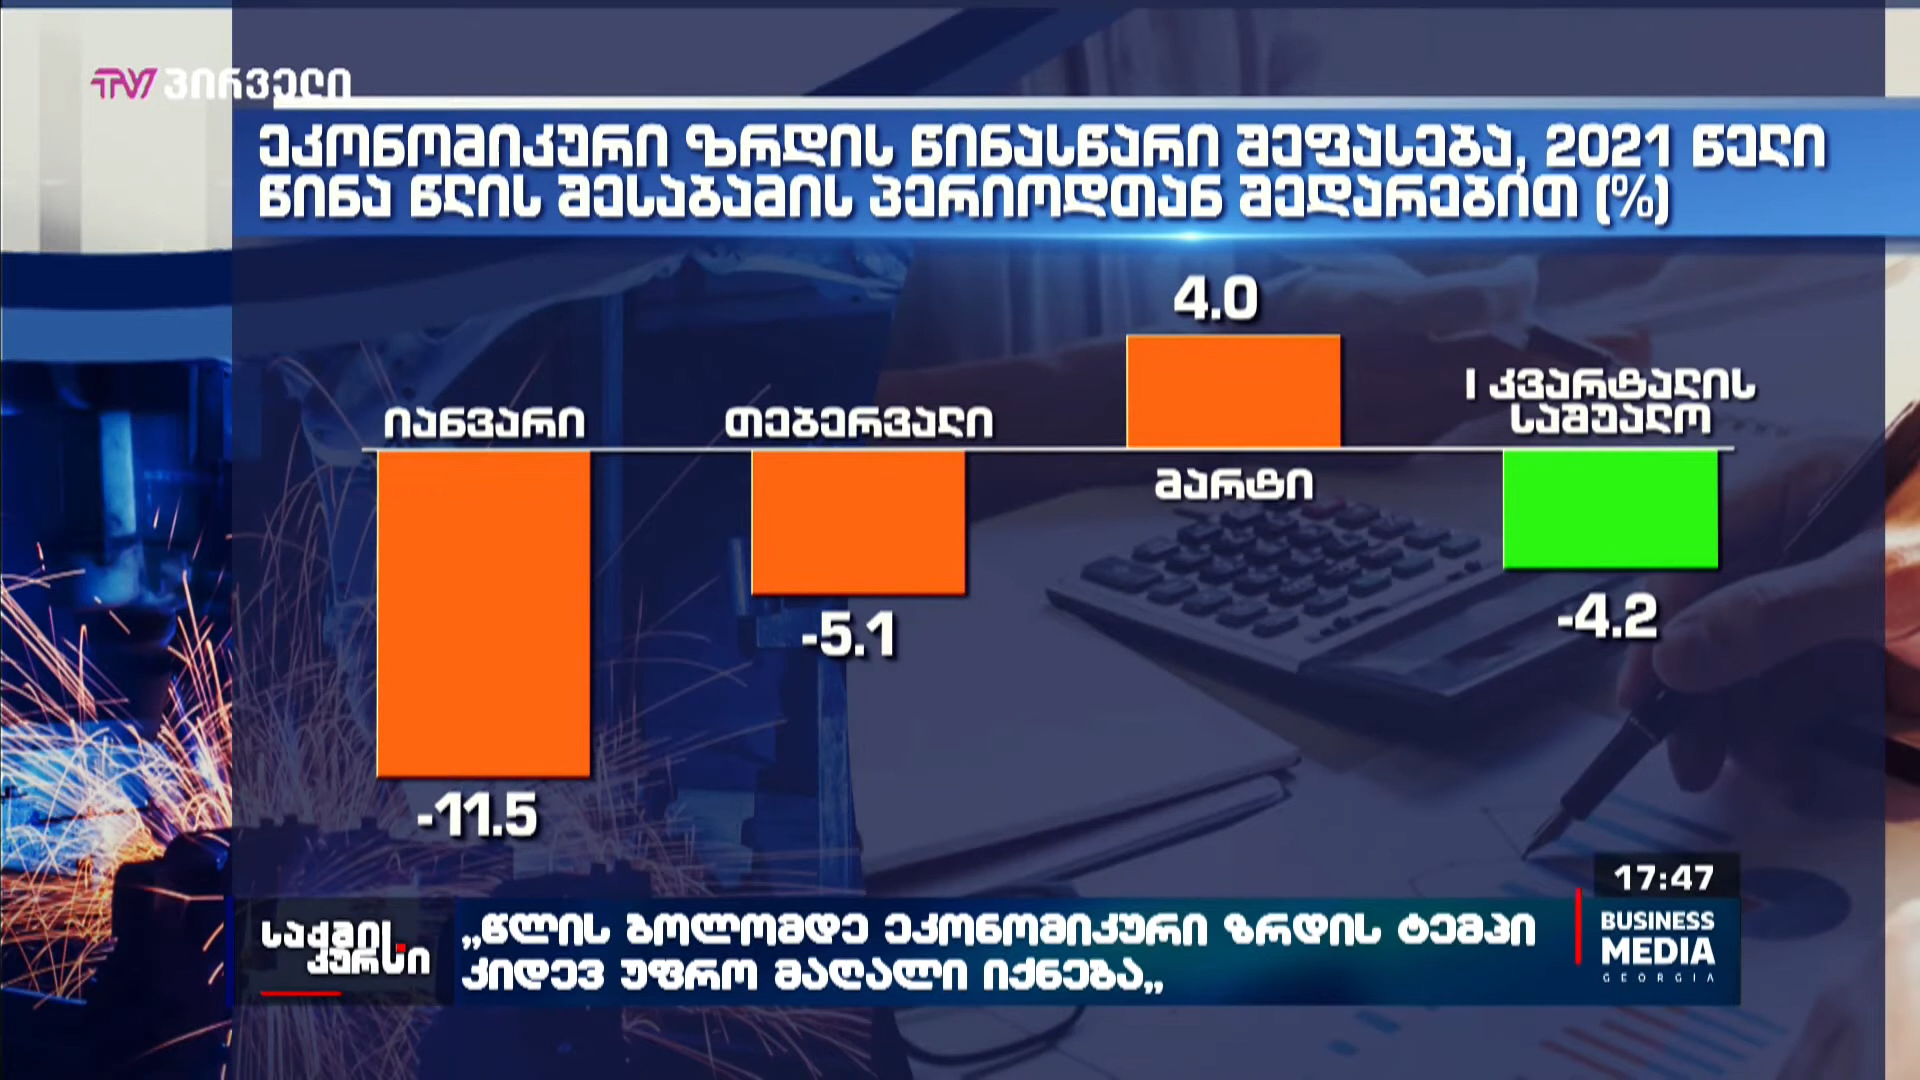 TV პირველი
ეკონომიკური ზრდის წინასწარი შეფასება, 2021 წელი
წინა წლის შესაბამის პერიოდთან შედარებით (%)
4.0
იანვარი
თებერვალი
I კვარტალის
საშუალო
მარტი
-5.1
-4.2
-11.5
17:47
საქმის
კურსი
„წლის ბოლომდე ეკონომიკური ზრდის ტემპი
კიდევ უფრო მაღალი იქნება„
BUSINESS
MEDIA
GEORGIA